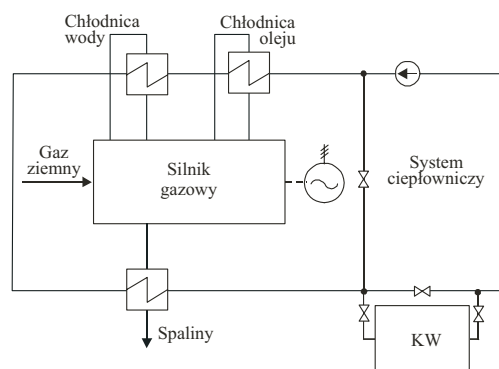 Chłodnica
wody
Chłodnica
oleju
Gaz
ziemny
Silnik
gazowy
System
ciepłowniczy
Spaliny
KW